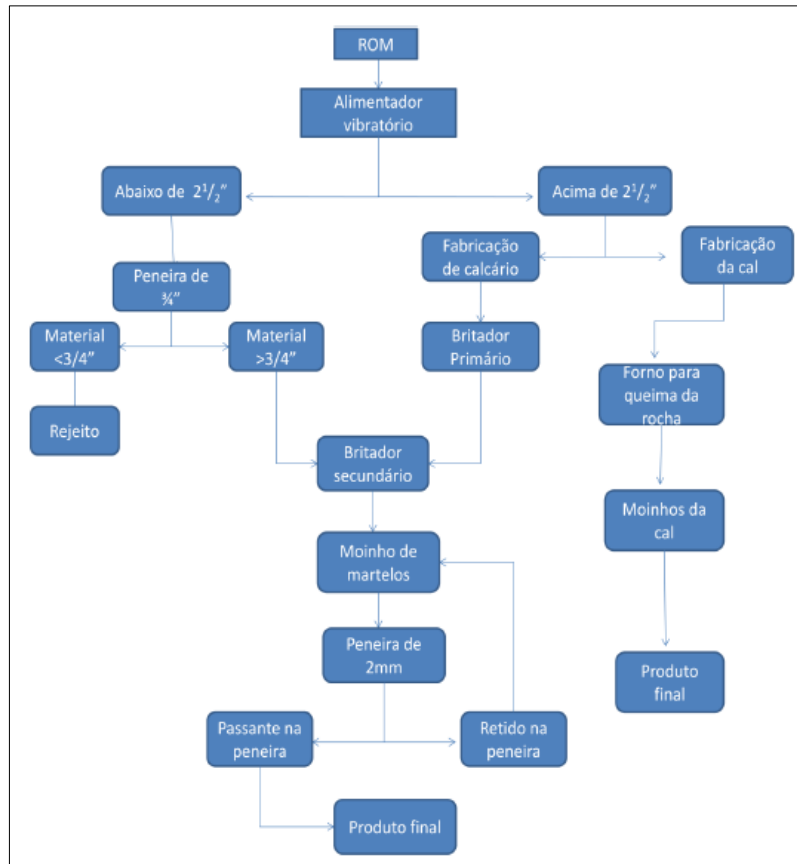 ROM
Alimentador
vibratório
Abaixo de 2¹/₂”
Acima de 2¹/₂”
Fabricação
de calcário
Fabricação
da cal
Peneira de
¾”
Material
<3/4”
Material
>3/4”
Britador
Primário
Forno para
queima da
rocha
Rejeito
Britador
secundário
Moinhos da
cal
Moinho de
martelos
Peneira de
2mm
Produto
final
Passante na
peneira
Retido na
peneira
Produto final